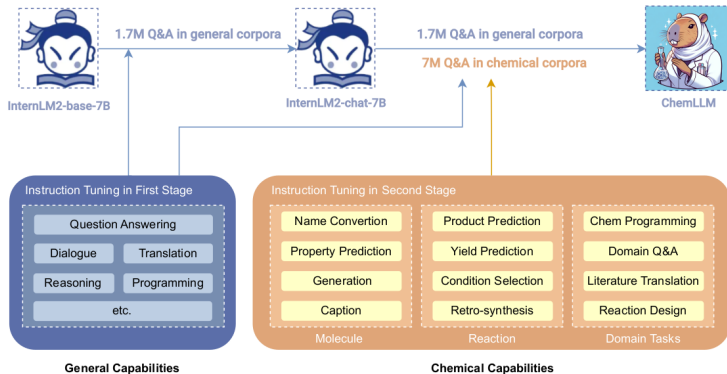 1.7M Q&A in general corpora
1.7M Q&A in general corpora
7M Q&A in chemical corpora
InternLM2-base-7B
InternLM2-chat-7B
ChemLLM
Instruction Tuning in First Stage
Question Answering
Dialogue
Translation
Reasoning
Programming
etc.
General Capabilities
Instruction Tuning in Second Stage
Name Convertion
Property Prediction
Generation
Caption
Molecule
Product Prediction
Yield Prediction
Condition Selection
Retro-synthesis
Reaction
Chem Programming
Domain Q&A
Literature Translation
Reaction Design
Domain Tasks
Chemical Capabilities